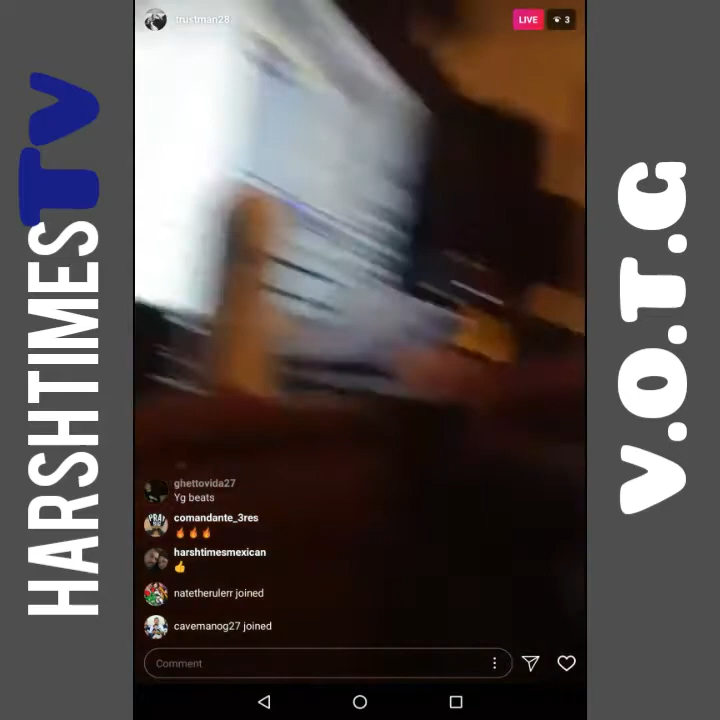 HARSHTIMESTV
trustman28
LIVE
3
ghettovida27
Yg beats
comandante_3res
🔥🔥🔥
harshtimesmexican
👍
natetherulerr joined
cavemanog27 joined
Comment
V.O.T.G